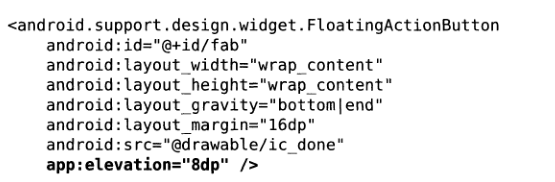 <android.support.design.widget.FloatingActionButton
android:id="@+id/fab"
android:layout_width="wrap_content"
android:layout_height="wrap_content"
android:layout_gravity="bottom|end"
android:layout_margin="16dp"
android:src="@drawable/ic_done"
app:elevation="8dp" />